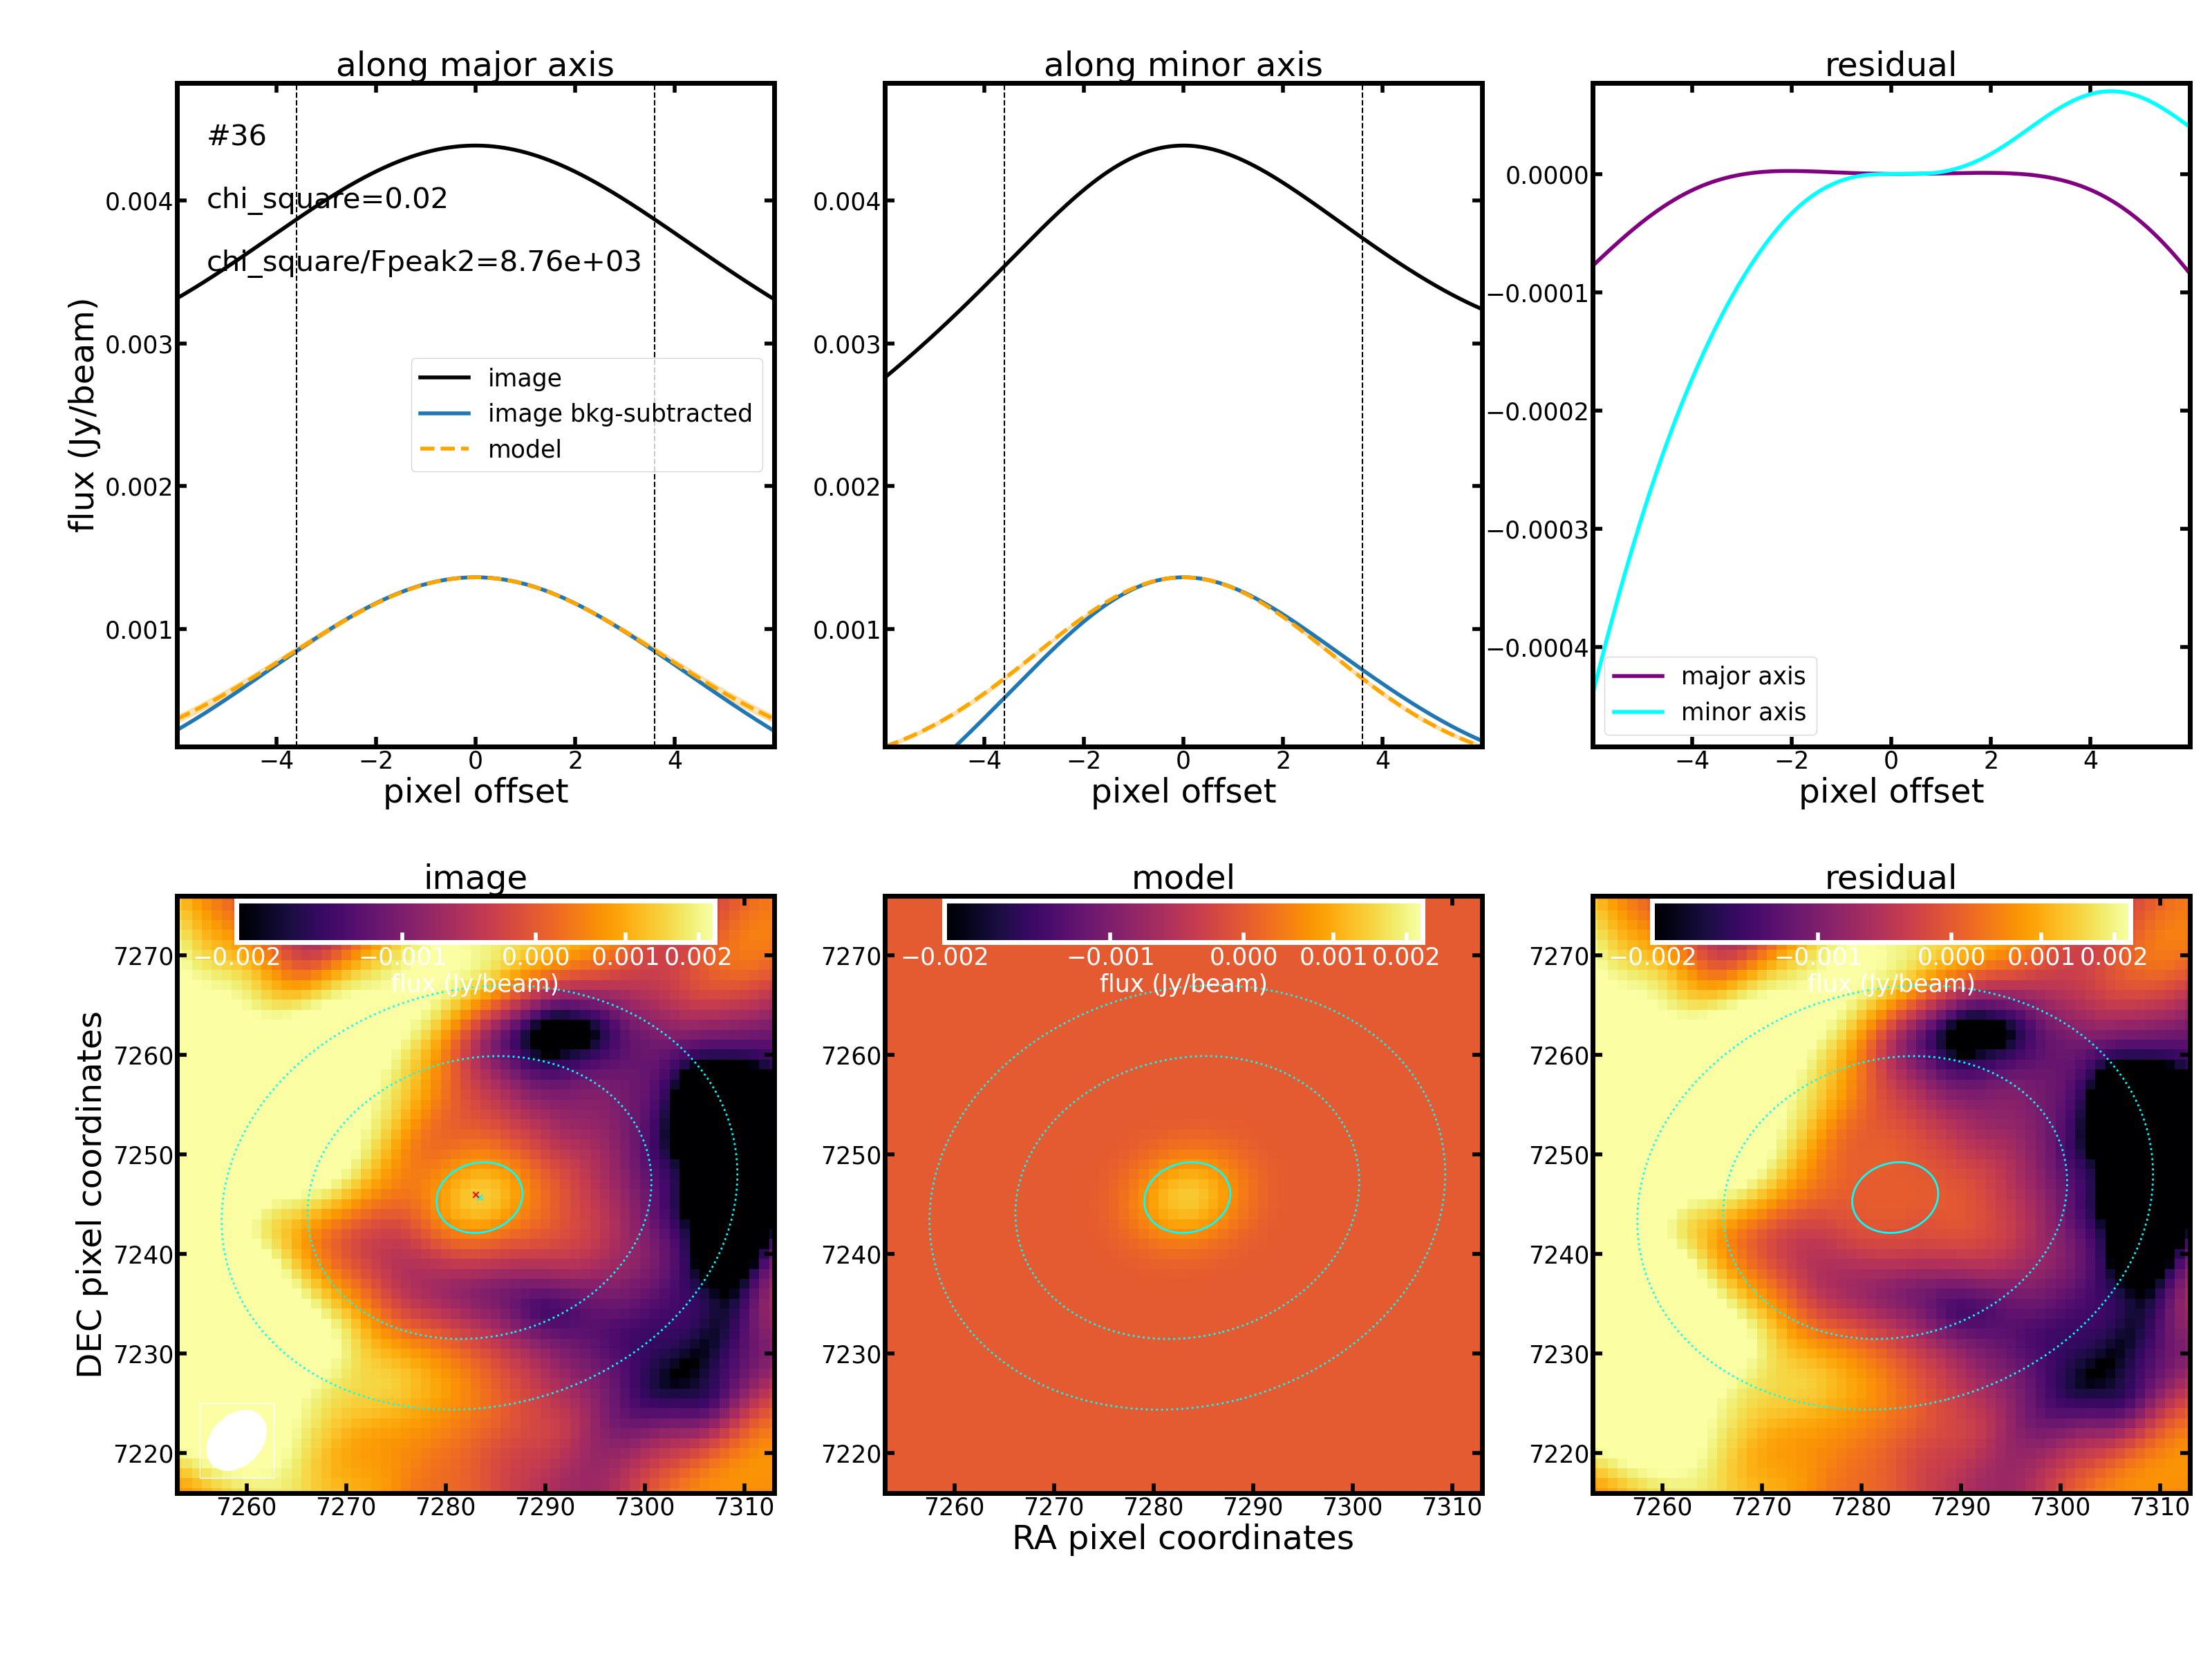 along major axis
along minor axis
residual
#36
chi_square=0.02
chi_square/Fpeak2=8.76e+03
image
image bkg-subtracted
model
flux (Jy/beam)
0.004
0.003
0.002
0.001
−4 −2 0 2 4
pixel offset
0.004
0.003
0.002
0.001
−4 −2 0 2 4
pixel offset
0.0000
−0.0001
−0.0002
−0.0003
−0.0004
major axis
minor axis
−4 −2 0 2 4
pixel offset
image
model
residual
−0.002 −0.001 0.000 0.001 0.002
flux (Jy/beam)
DEC pixel coordinates
7270
7260
7250
7240
7230
7220
7260 7270 7280 7290 7300 7310
−0.002 −0.001 0.000 0.001 0.002
flux (Jy/beam)
7270
7260
7250
7240
7230
7220
7260 7270 7280 7290 7300 7310
RA pixel coordinates
−0.002 −0.001 0.000 0.001 0.002
flux (Jy/beam)
7270
7260
7250
7240
7230
7220
7260 7270 7280 7290 7300 7310